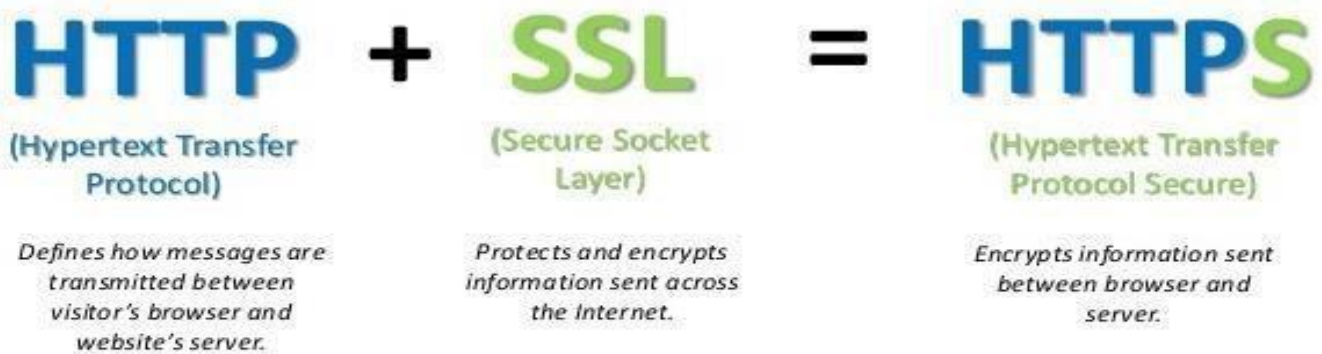 HTTP + SSL = HTTPS
(Hypertext Transfer
Protocol)
(Secure Socket
Layer)
(Hypertext Transfer
Protocol Secure)
Defines how messages are
transmitted between
visitor's browser and
website's server.
Protects and encrypts
information sent across
the Internet.
Encrypts information sent
between browser and
server.